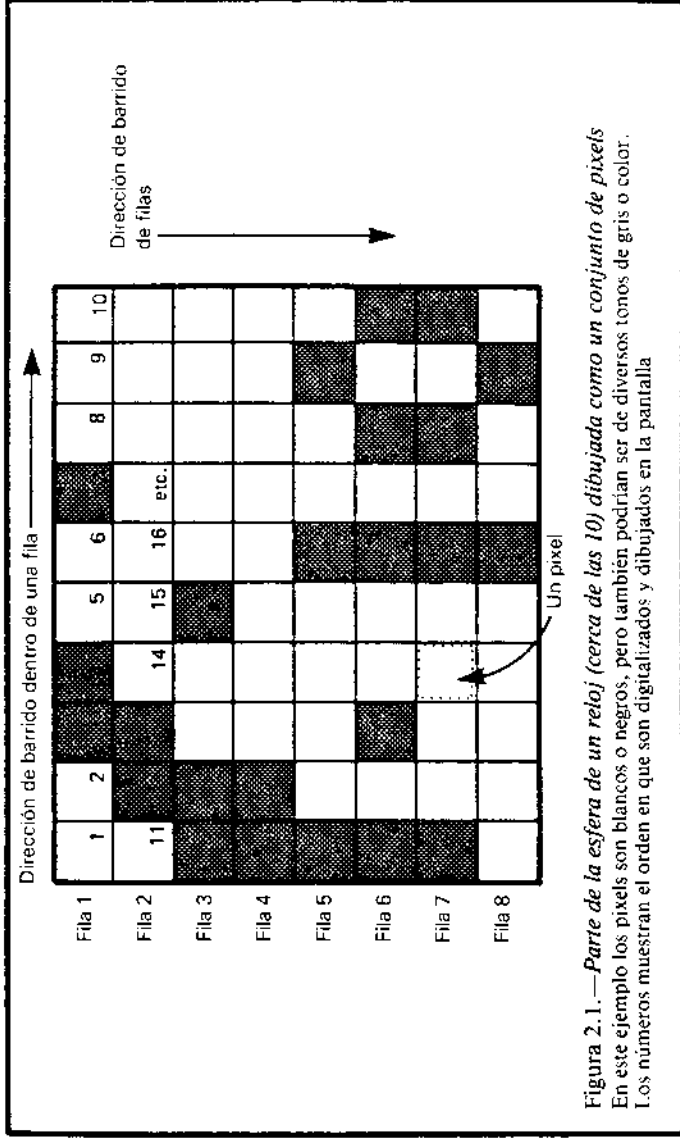 Dirección de barrido dentro de una fila
Dirección de barrido
de filas
Fila 1 1 2 5 6 8 9 10
Fila 2 11 14 15 16 etc.
Fila 3
Fila 4
Fila 5
Fila 6
Fila 7
Fila 8
Un pixel
Figura 2.1.—Parte de la esfera de un reloj (cerca de las 10) dibujada como un conjunto de pixels
En este ejemplo los pixels son blancos o negros, pero también podrían ser de diversos tonos de gris o color.
Los números muestran el orden en que son digitalizados y dibujados en la pantalla